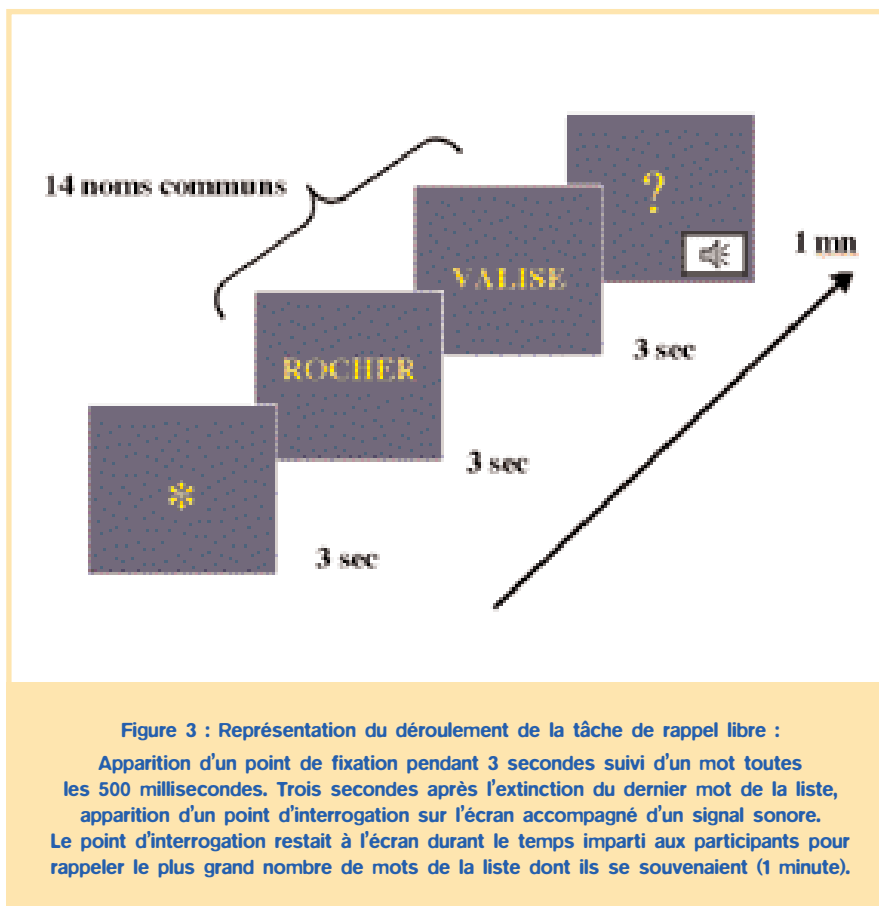 14 noms communs
?
1 mn
VALISE
3 sec
ROCHER
3 sec
*
3 sec
Figure 3 : Représentation du déroulement de la tâche de rappel libre :
Apparition d'un point de fixation pendant 3 secondes suivi d'un mot toutes
les 500 millisecondes. Trois secondes après l'extinction du dernier mot de la liste,
apparition d'un point d'interrogation sur l'écran accompagné d'un signal sonore.
Le point d'interrogation restait à l'écran durant le temps imparti aux participants pour
rappeler le plus grand nombre de mots de la liste dont ils se souvenaient (1 minute).